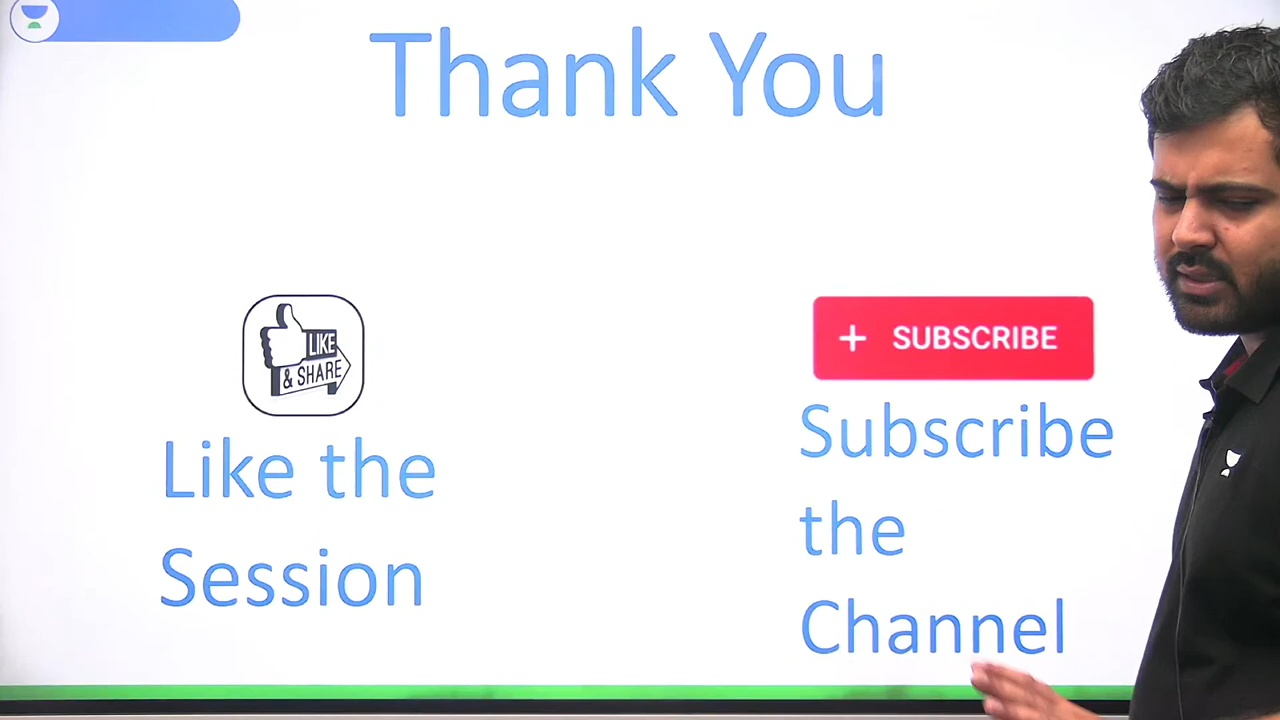 Thank You
LIKE
& SHARE
Like the
Session
+ SUBSCRIBE
Subscribe
the
Channel